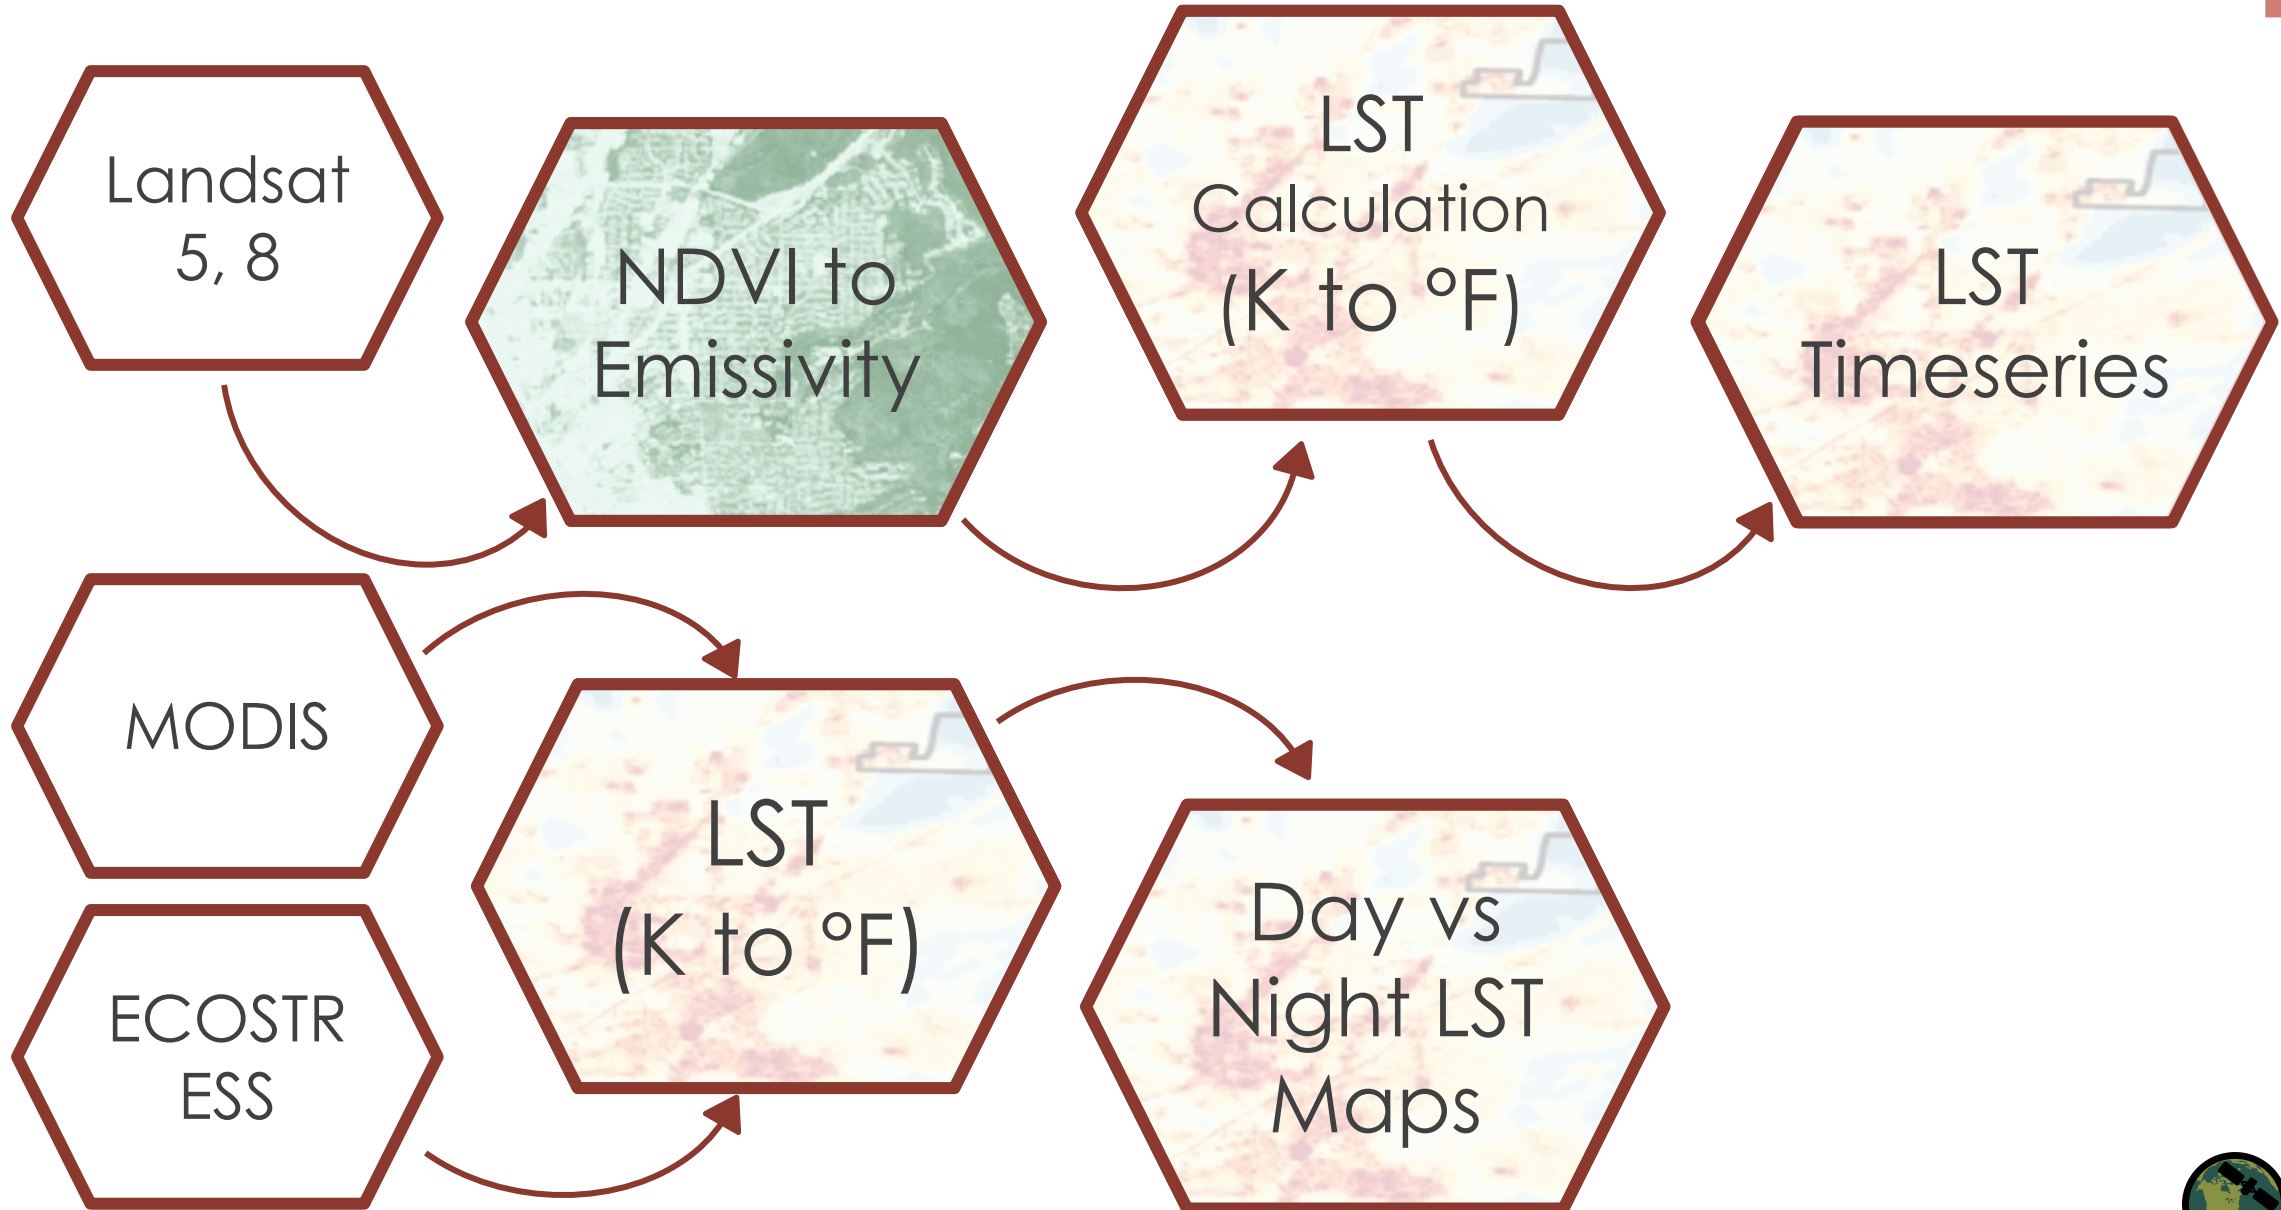 Landsat
5, 8
NDVI to
Emissivity
LST
Calculation
(K to °F)
LST
Timeseries
MODIS
ECOSTR
ESS
LST
(K to °F)
Day vs
Night LST
Maps